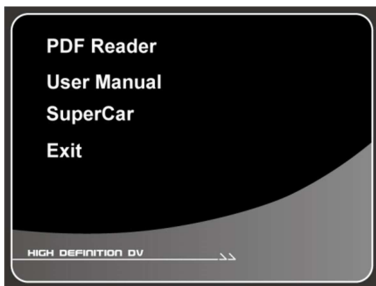 PDF Reader
User Manual
SuperCar
Exit
HIGH DEFINITION DV
>>